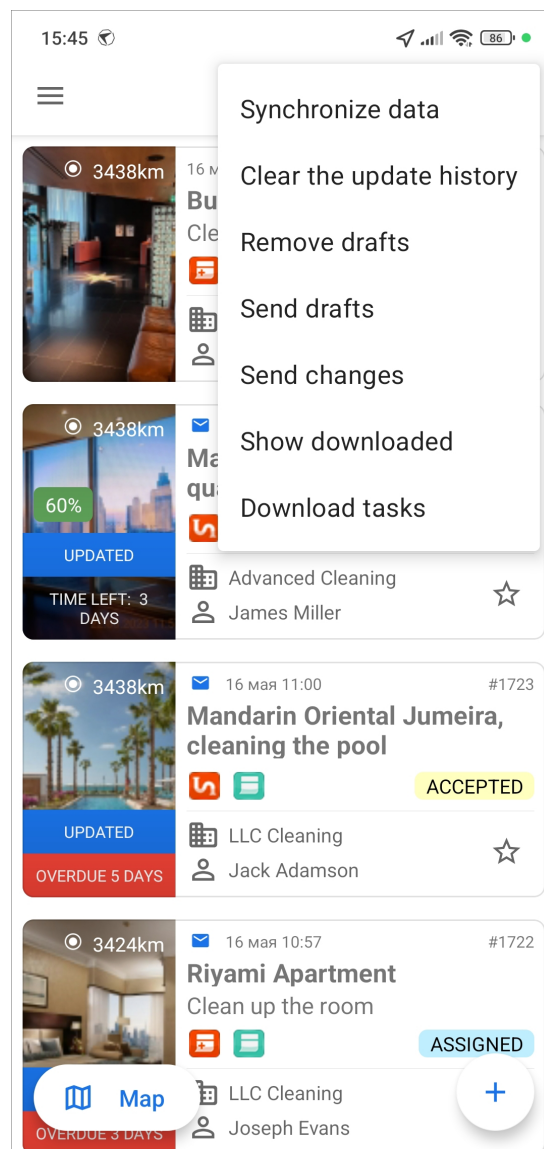 15:45
86
Synchronize data
Clear the update history
Remove drafts
Send drafts
Send changes
Show downloaded
Download tasks
3438km
16 м
Bu
Cle
3438km
Ma
qua
60%
UPDATED
TIME LEFT: 3
DAYS
Advanced Cleaning
James Miller
3438km
16 мая 11:00
#1723
Mandarin Oriental Jumeira,
cleaning the pool
ACCEPTED
UPDATED
LLC Cleaning
OVERDUE 5 DAYS
Jack Adamson
3424km
16 мая 10:57
#1722
Riyami Apartment
Clean up the room
ASSIGNED
Map
LLC Cleaning
OVERDUE 3 DAYS
Joseph Evans